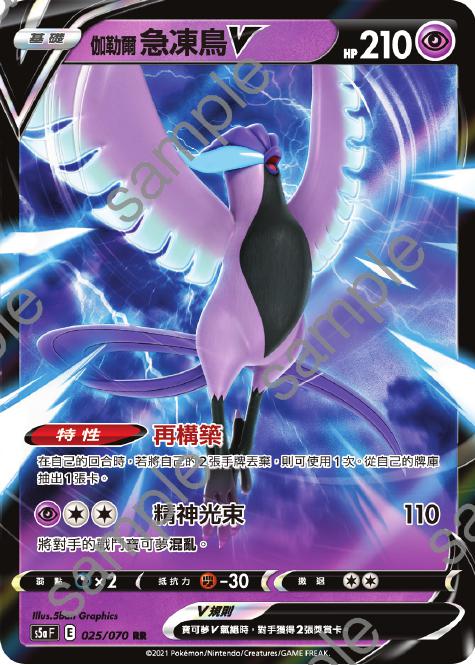 基礎 伽勒爾 急凍鳥V HP 210
sample
sample
sample
sample
sample
sample
特性 再構築
在自己的回合時,若將自己的2張手牌丟棄,則可使用1次。從自己的牌庫
抽出1張卡。
精神光束 110
將對手的戰鬥寶可夢混亂。
弱點 ×2 抵抗力 -30 撤退
Illus.5ban Graphics
s5a F E 025/070 RR
V規則
寶可夢V氣絕時,對手獲得2張獎賞卡
©2021 Pokémon/Nintendo/Creatures/GAME FREAK.